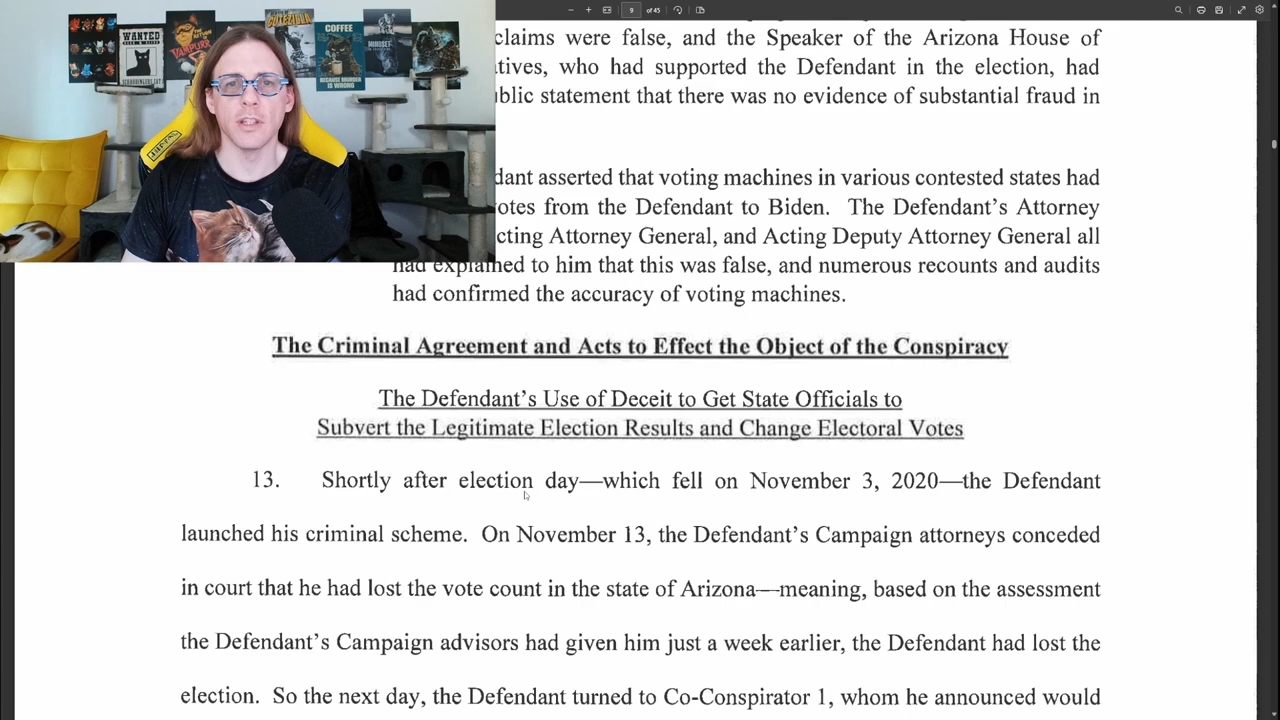 9 of 45
claims were false, and the Speaker of the Arizona House of
tives, who had supported the Defendant in the election, had
blic statement that there was no evidence of substantial fraud in
dant asserted that voting machines in various contested states had
otes from the Defendant to Biden. The Defendant's Attorney
cting Attorney General, and Acting Deputy Attorney General all
had explained to him that this was false, and numerous recounts and audits
had confirmed the accuracy of voting machines.
The Criminal Agreement and Acts to Effect the Object of the Conspiracy
The Defendant's Use of Deceit to Get State Officials to
Subvert the Legitimate Election Results and Change Electoral Votes
13. Shortly after election day—which fell on November 3, 2020—the Defendant
launched his criminal scheme. On November 13, the Defendant's Campaign attorneys conceded
in court that he had lost the vote count in the state of Arizona—meaning, based on the assessment
the Defendant's Campaign advisors had given him just a week earlier, the Defendant had lost the
election. So the next day, the Defendant turned to Co-Conspirator 1, whom he announced would
WANTED
VAMPURR
CATZILLA
COFFEE
BECAUSE MURDER
IS WRONG